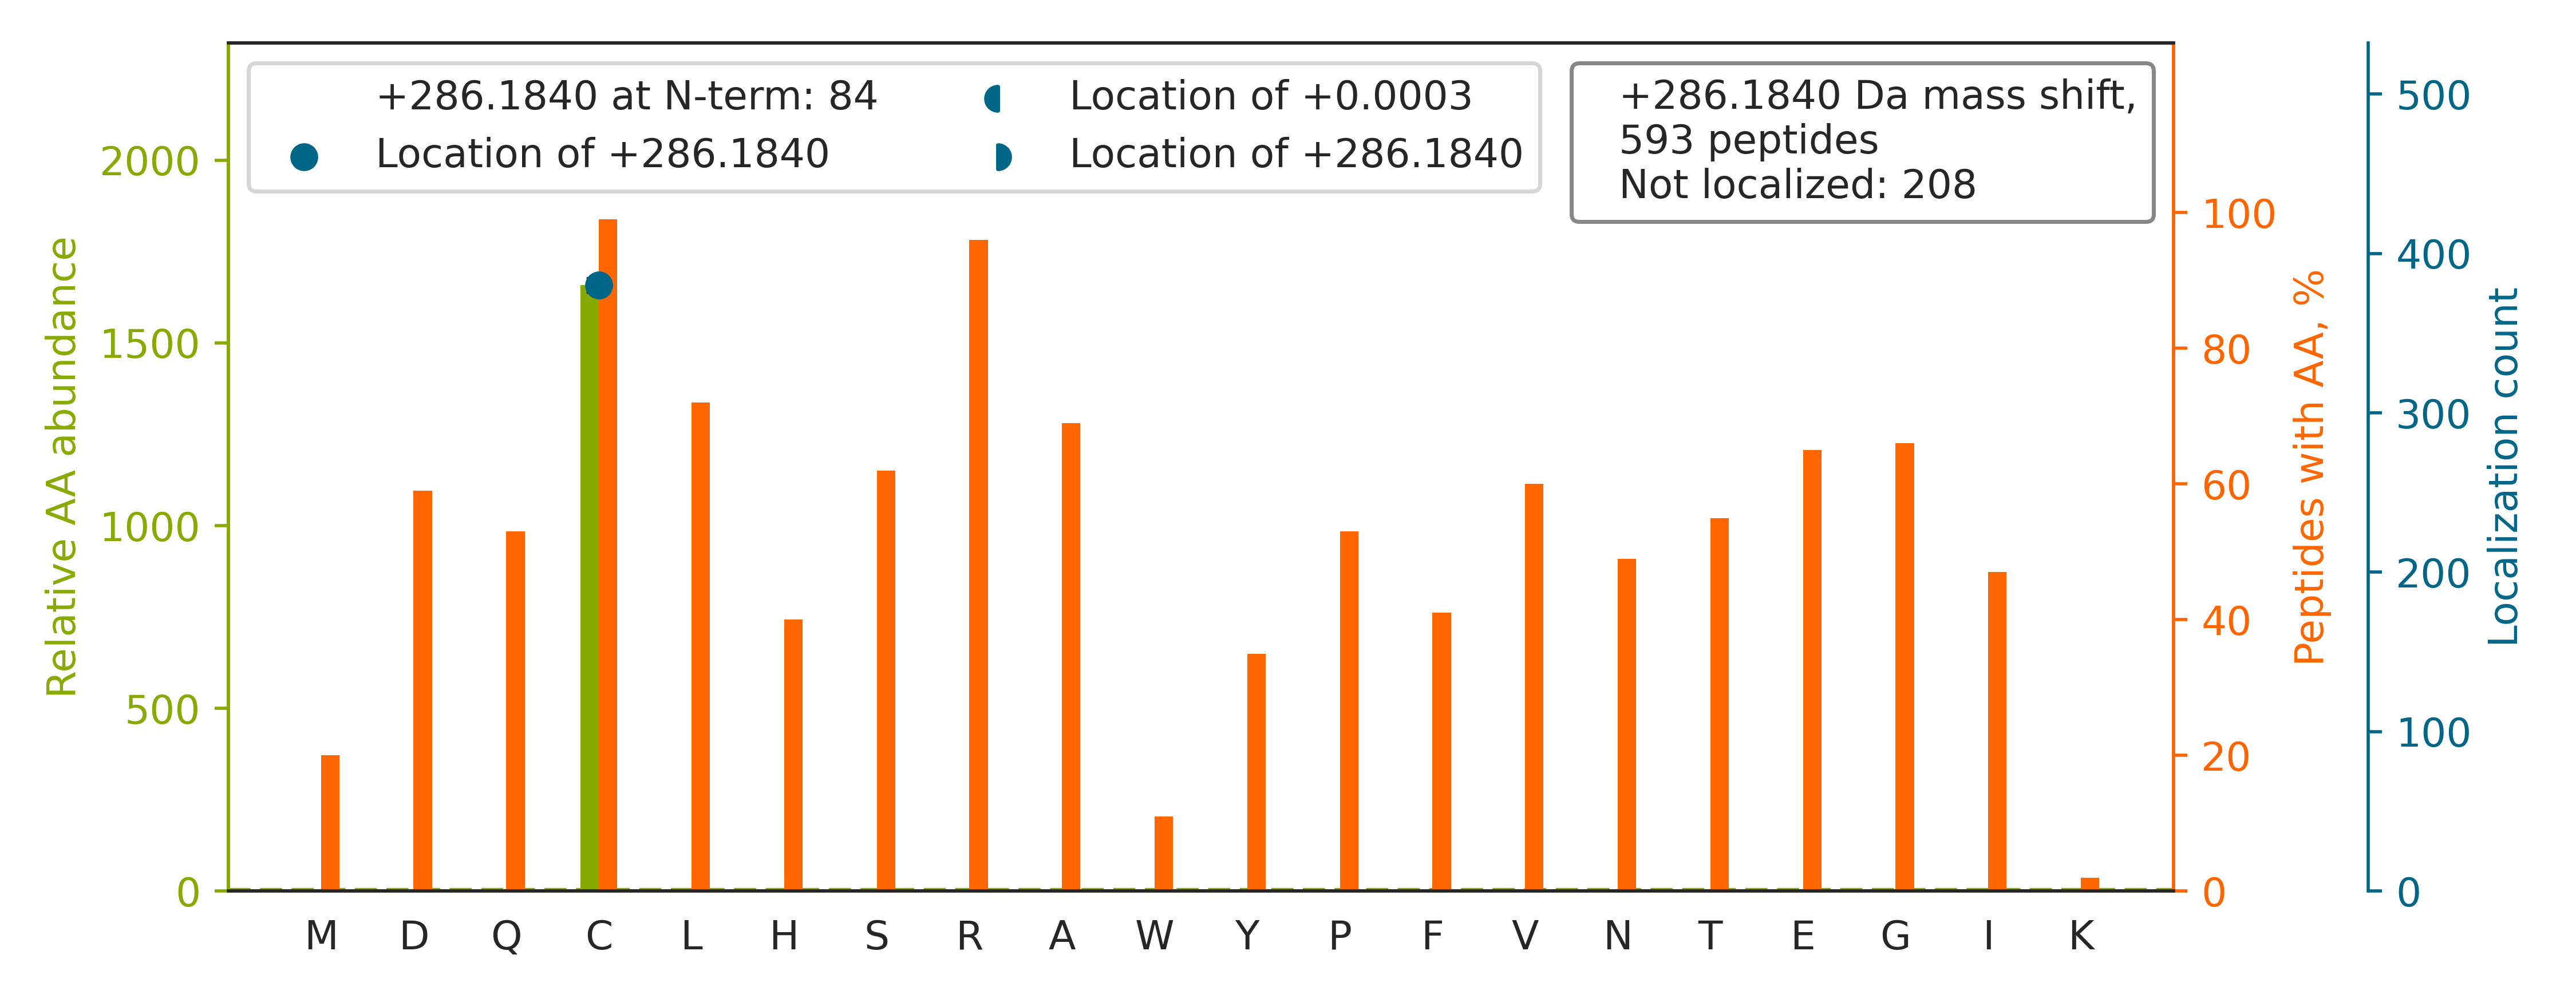 +286.1840 at N-term: 84
Location of +286.1840
Location of +0.0003
Location of +286.1840
+286.1840 Da mass shift,
593 peptides
Not localized: 208
Relative AA abundance
2000
1500
1000
500
0
100
80
60
40
20
0
Peptides with AA, %
500
400
300
200
100
0
Localization count
M D Q C L H S R A W Y P F V N T E G I K